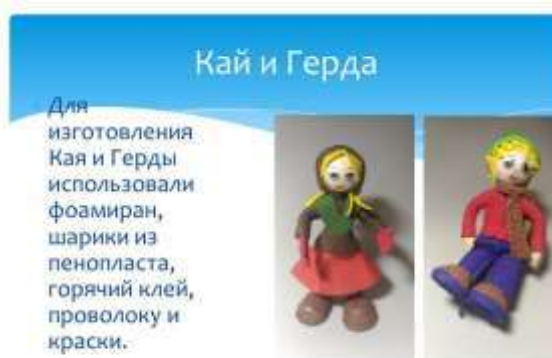 Кай и Герда
Для
изготовления
Кая и Герды
использовали
фоамиран,
шарики из
пенопласта,
горячий клей,
проволоку и
краски.